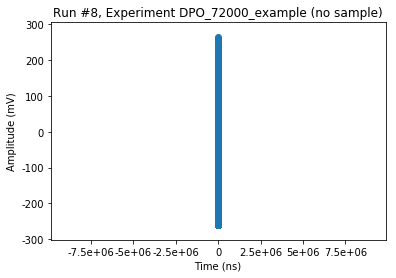 Run #8, Experiment DPO_72000_example (no sample)
300
200
100
0
-100
-200
-300
Amplitude (mV)
-7.5e+06 -5e+06 -2.5e+06 0 2.5e+06 5e+06 7.5e+06
Time (ns)